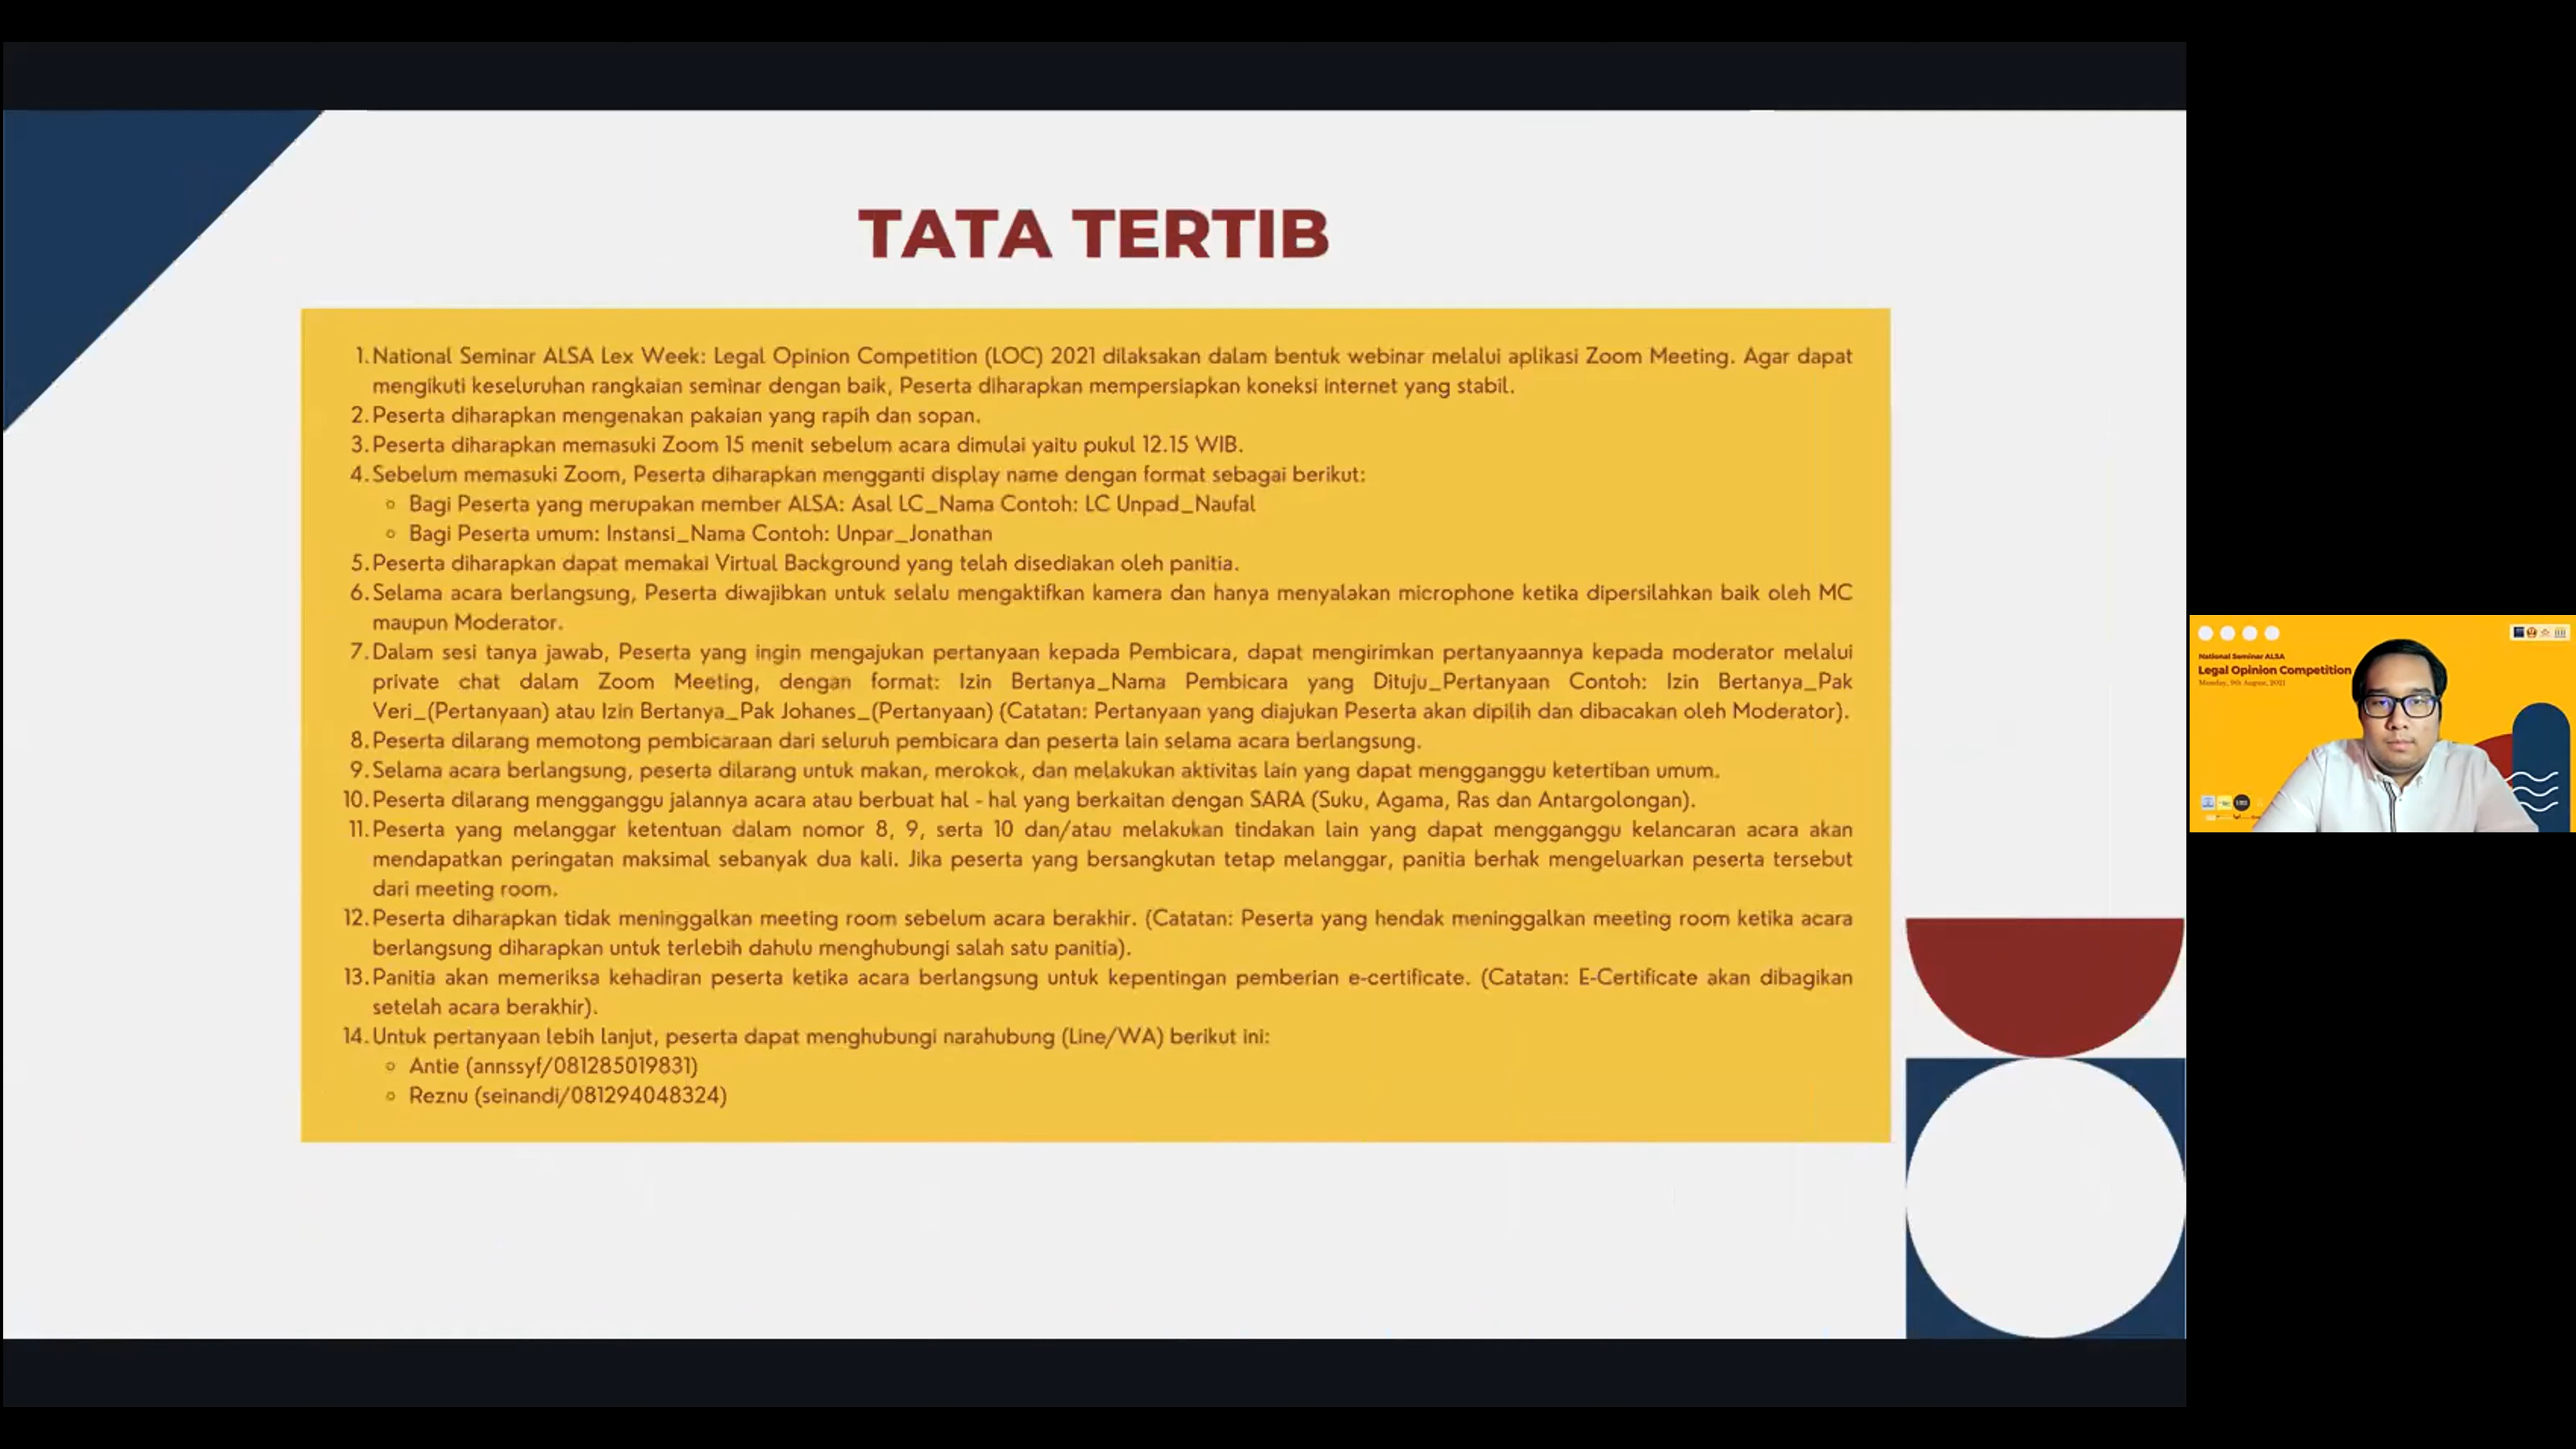 TATA TERTIB
1. National Seminar ALSA Lex Week: Legal Opinion Competition (LOC) 2021 dilaksakan dalam bentuk webinar melalui aplikasi Zoom Meeting. Agar dapat
mengikuti keseluruhan rangkaian seminar dengan baik, Peserta diharapkan mempersiapkan koneksi internet yang stabil.
2. Peserta diharapkan mengenakan pakaian yang rapih dan sopan.
3. Peserta diharapkan memasuki Zoom 15 menit sebelum acara dimulai yaitu pukul 12.15 WIB.
4. Sebelum memasuki Zoom, Peserta diharapkan mengganti display name dengan format sebagai berikut:
◦ Bagi Peserta yang merupakan member ALSA: Asal LC_Nama Contoh: LC Unpad_Naufal
◦ Bagi Peserta umum: Instansi_Nama Contoh: Unpar_Jonathan
5. Peserta diharapkan dapat memakai Virtual Background yang telah disediakan oleh panitia.
6. Selama acara berlangsung, Peserta diwajibkan untuk selalu mengaktifkan kamera dan hanya menyalakan microphone ketika dipersilahkan baik oleh MC
maupun Moderator.
7. Dalam sesi tanya jawab, Peserta yang ingin mengajukan pertanyaan kepada Pembicara, dapat mengirimkan pertanyaannya kepada moderator melalui
private chat dalam Zoom Meeting, dengan format: Izin Bertanya_Nama Pembicara yang Dituju_Pertanyaan Contoh: Izin Bertanya_Pak
Veri_(Pertanyaan) atau Izin Bertanya_Pak Johanes_(Pertanyaan) (Catatan: Pertanyaan yang diajukan Peserta akan dipilih dan dibacakan oleh Moderator).
8. Peserta dilarang memotong pembicaraan dari seluruh pembicara dan peserta lain selama acara berlangsung.
9. Selama acara berlangsung, peserta dilarang untuk makan, merokok, dan melakukan aktivitas lain yang dapat mengganggu ketertiban umum.
10. Peserta dilarang mengganggu jalannya acara atau berbuat hal - hal yang berkaitan dengan SARA (Suku, Agama, Ras dan Antargolongan).
11. Peserta yang melanggar ketentuan dalam nomor 8, 9, serta 10 dan/atau melakukan tindakan lain yang dapat mengganggu kelancaran acara akan
mendapatkan peringatan maksimal sebanyak dua kali. Jika peserta yang bersangkutan tetap melanggar, panitia berhak mengeluarkan peserta tersebut
dari meeting room.
12. Peserta diharapkan tidak meninggalkan meeting room sebelum acara berakhir. (Catatan: Peserta yang hendak meninggalkan meeting room ketika acara
berlangsung diharapkan untuk terlebih dahulu menghubungi salah satu panitia).
13. Panitia akan memeriksa kehadiran peserta ketika acara berlangsung untuk kepentingan pemberian e-certificate. (Catatan: E-Certificate akan dibagikan
setelah acara berakhir).
14. Untuk pertanyaan lebih lanjut, peserta dapat menghubungi narahubung (Line/WA) berikut ini:
◦ Antie (annssyf/081285019831)
◦ Reznu (seinandi/081294048324)
National Seminar ALSA
Legal Opinion Competition
Monday, 9th August, 2021